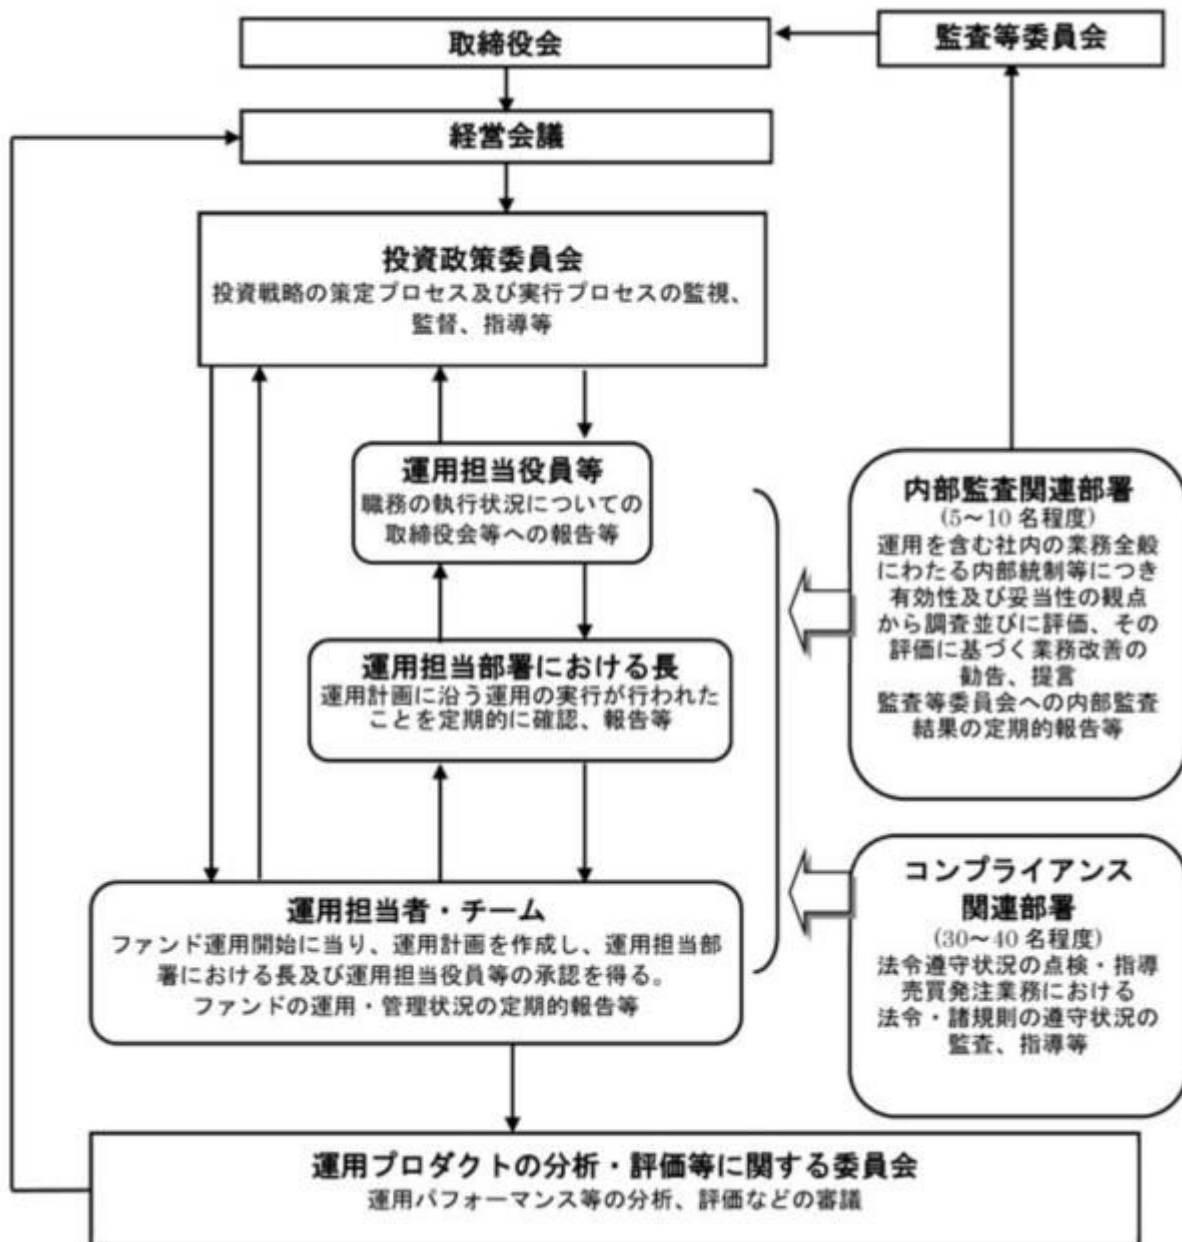 取締役会
監査等委員会
経営会議
投資政策委員会
投資戦略の策定プロセス及び実行プロセスの監視、
監督、指導等
運用担当役員等
職務の執行状況についての
取締役会等への報告等
運用担当部署における長
運用計画に沿う運用の実行が行われた
ことを定期的に確認、報告等
運用担当者・チーム
ファンド運用開始に当り、運用計画を作成し、運用担当部
署における長及び運用担当役員等の承認を得る。
ファンドの運用・管理状況の定期的報告等
内部監査関連部署
(5～10 名程度)
運用を含む社内の業務全般
にわたる内部統制等につき
有効性及び妥当性の観点
から調査並びに評価、その
評価に基づく業務改善の
勧告、提言
監査等委員会への内部監査
結果の定期的報告等
コンプライアンス
関連部署
(30～40 名程度)
法令遵守状況の点検・指導
売買発注業務における
法令・諸規則の遵守状況の
監査、指導等
運用プロダクトの分析・評価等に関する委員会
運用パフォーマンス等の分析、評価などの審議